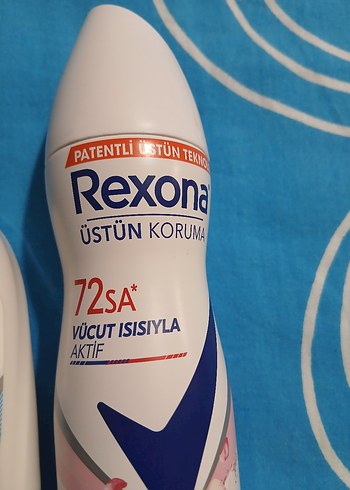 PATENTLİ ÜSTÜN TEKNO
Rexona
ÜSTÜN KORUMA
72SA*
VÜCUT ISISIYLA
AKTİF